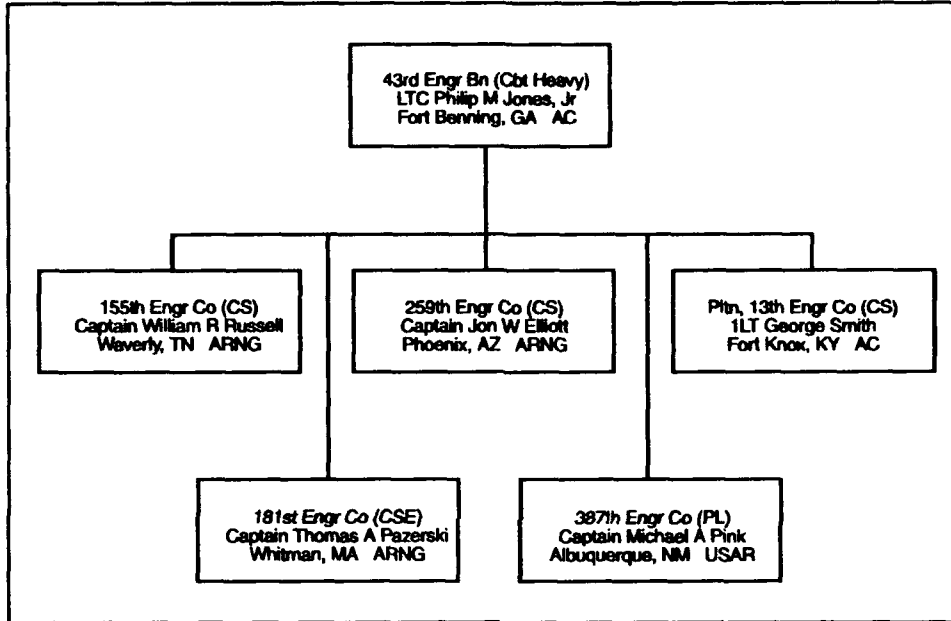 43rd Engr Bn (Cbt Heavy)
LTC Philip M Jones, Jr
Fort Benning, GA AC
155th Engr Co (CS)
Captain William R Russell
Waverly, TN ARNG
259th Engr Co (CS)
Captain Jon W Elliott
Phoenix, AZ ARNG
Pltn, 13th Engr Co (CS)
1LT George Smith
Fort Knox, KY AC
181st Engr Co (CSE)
Captain Thomas A Pazerski
Whitman, MA ARNG
387th Engr Co (PL)
Captain Michael A Pink
Albuquerque, NM USAR